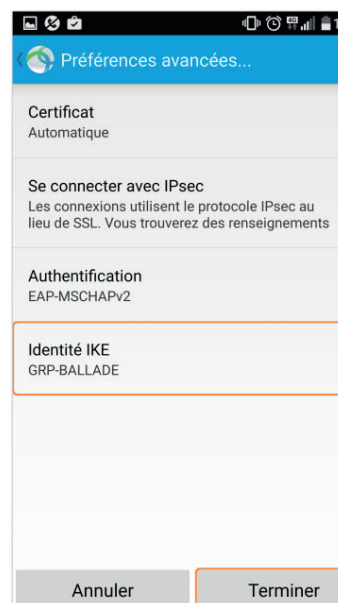 Préférences avancées...
Certificat
Automatique
Se connecter avec IPsec
Les connexions utilisent le protocole IPsec au
lieu de SSL. Vous trouverez des renseignements
Authentification
EAP-MSCHAPv2
Identité IKE
GRP-BALLADE
Annuler
Terminer